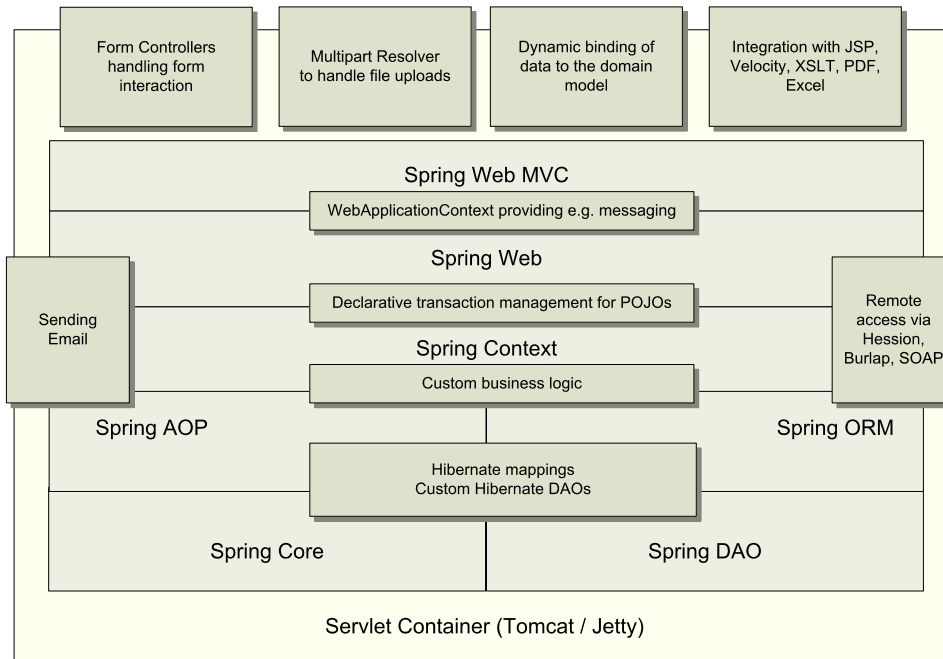 Form Controllers
handling form
interaction
Multipart Resolver
to handle file uploads
Dynamic binding of
data to the domain
model
Integration with JSP,
Velocity, XSLT, PDF,
Excel
Spring Web MVC
WebApplicationContext providing e.g. messaging
Spring Web
Sending
Email
Declarative transaction management for POJOs
Remote
access via
Hession,
Burlap, SOAP
Spring Context
Custom business logic
Spring AOP
Spring ORM
Hibernate mappings
Custom Hibernate DAOs
Spring Core
Spring DAO
Servlet Container (Tomcat / Jetty)